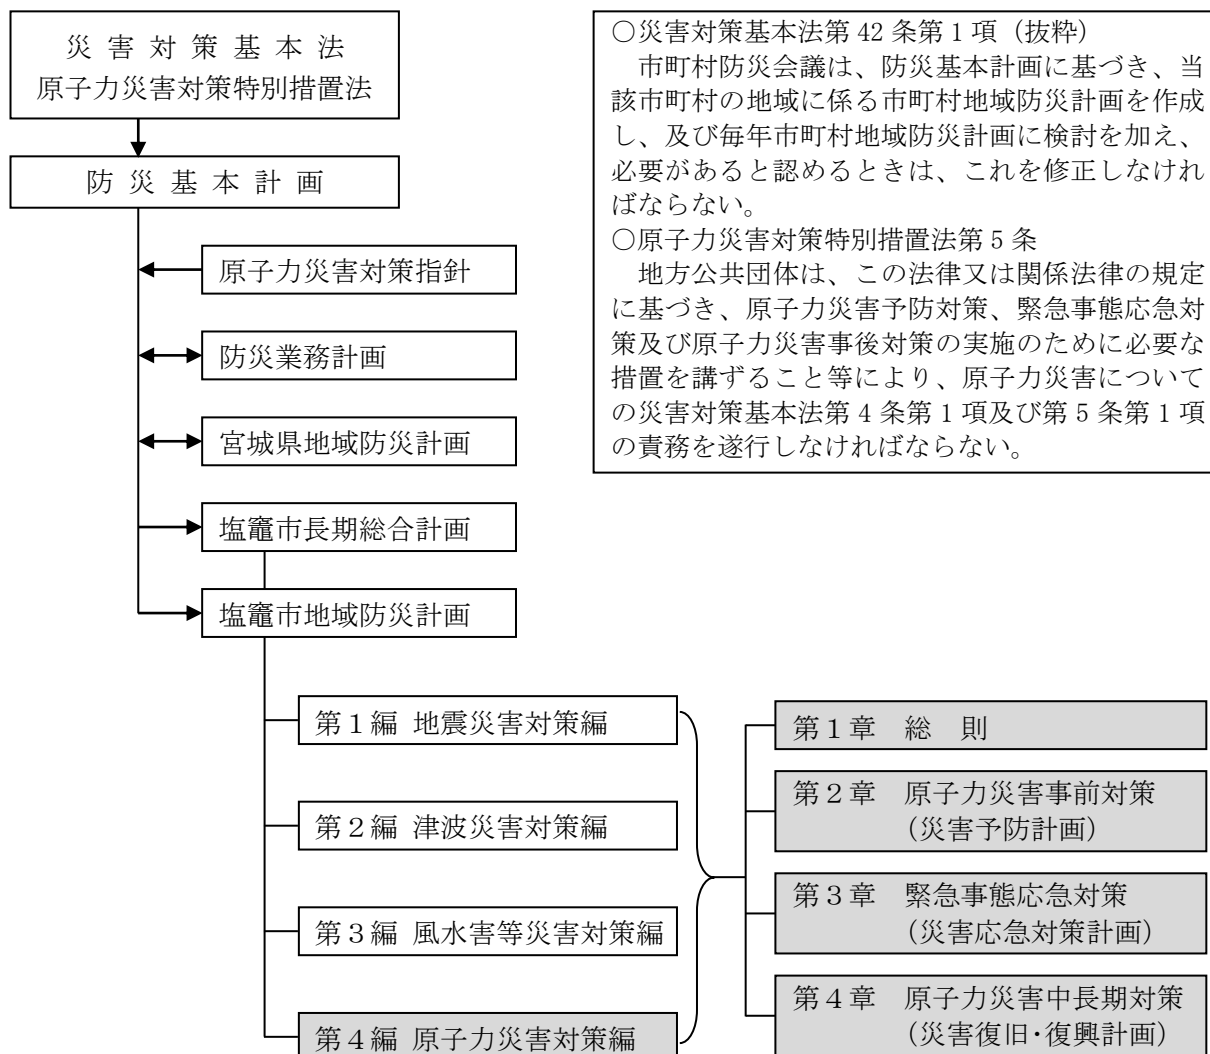 災害対策基本法
原子力災害対策特別措置法
防災基本計画
原子力災害対策指針
防災業務計画
宮城県地域防災計画
塩竈市長期総合計画
塩竈市地域防災計画
第1編 地震災害対策編
第2編 津波災害対策編
第3編 風水害等災害対策編
第4編 原子力災害対策編
第1章 総 則
第2章 原子力災害事前対策
(災害予防計画)
第3章 緊急事態応急対策
(災害応急対策計画)
第4章 原子力災害中長期対策
(災害復旧・復興計画)
○災害対策基本法第 42 条第 1 項(抜粋)
市町村防災会議は、防災基本計画に基づき、当
該市町村の地域に係る市町村地域防災計画を作成
し、及び毎年市町村地域防災計画に検討を加え、
必要があると認めるときは、これを修正しなけれ
ばならない。
○原子力災害対策特別措置法第 5 条
地方公共団体は、この法律又は関係法律の規定
に基づき、原子力災害予防対策、緊急事態応急対
策及び原子力災害事後対策の実施のために必要な
措置を講ずること等により、原子力災害について
の災害対策基本法第 4 条第 1 項及び第 5 条第 1 項
の責務を遂行しなければならない。